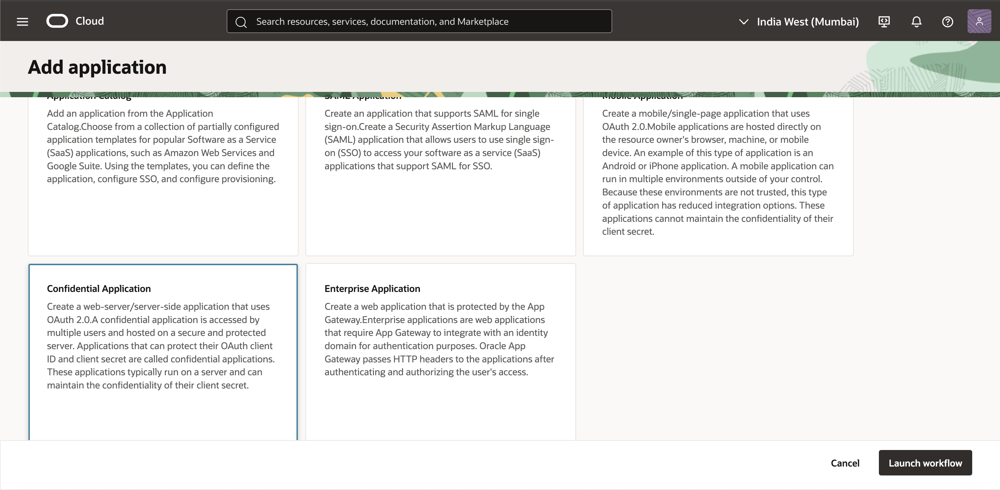 Cloud
Search resources, services, documentation, and Marketplace
India West (Mumbai)
Add application
Application Catalog
Add an application from the Application
Catalog.Choose from a collection of partially configured
application templates for popular Software as a Service
(SaaS) applications, such as Amazon Web Services and
Google Suite. Using the templates, you can define the
application, configure SSO, and configure provisioning.
SAML Application
Create an application that supports SAML for single
sign-on.Create a Security Assertion Markup Language
(SAML) application that allows users to use single sign-
on (SSO) to access your software as a service (SaaS)
applications that support SAML for SSO.
Mobile Application
Create a mobile/single-page application that uses
OAuth 2.0.Mobile applications are hosted directly on
the resource owner's browser, machine, or mobile
device. An example of this type of application is an
Android or iPhone application. A mobile application can
run in multiple environments outside of your control.
Because these environments are not trusted, this type
of application has reduced integration options. These
applications cannot maintain the confidentiality of their
client secret.
Confidential Application
Create a web-server/server-side application that uses
OAuth 2.0.A confidential application is accessed by
multiple users and hosted on a secure and protected
server. Applications that can protect their OAuth client
ID and client secret are called confidential applications.
These applications typically run on a server and can
maintain the confidentiality of their client secret.
Enterprise Application
Create a web application that is protected by the App
Gateway.Enterprise applications are web applications
that require App Gateway to integrate with an identity
domain for authentication purposes. Oracle App
Gateway passes HTTP headers to the applications after
authenticating and authorizing the user's access.
Cancel
Launch workflow